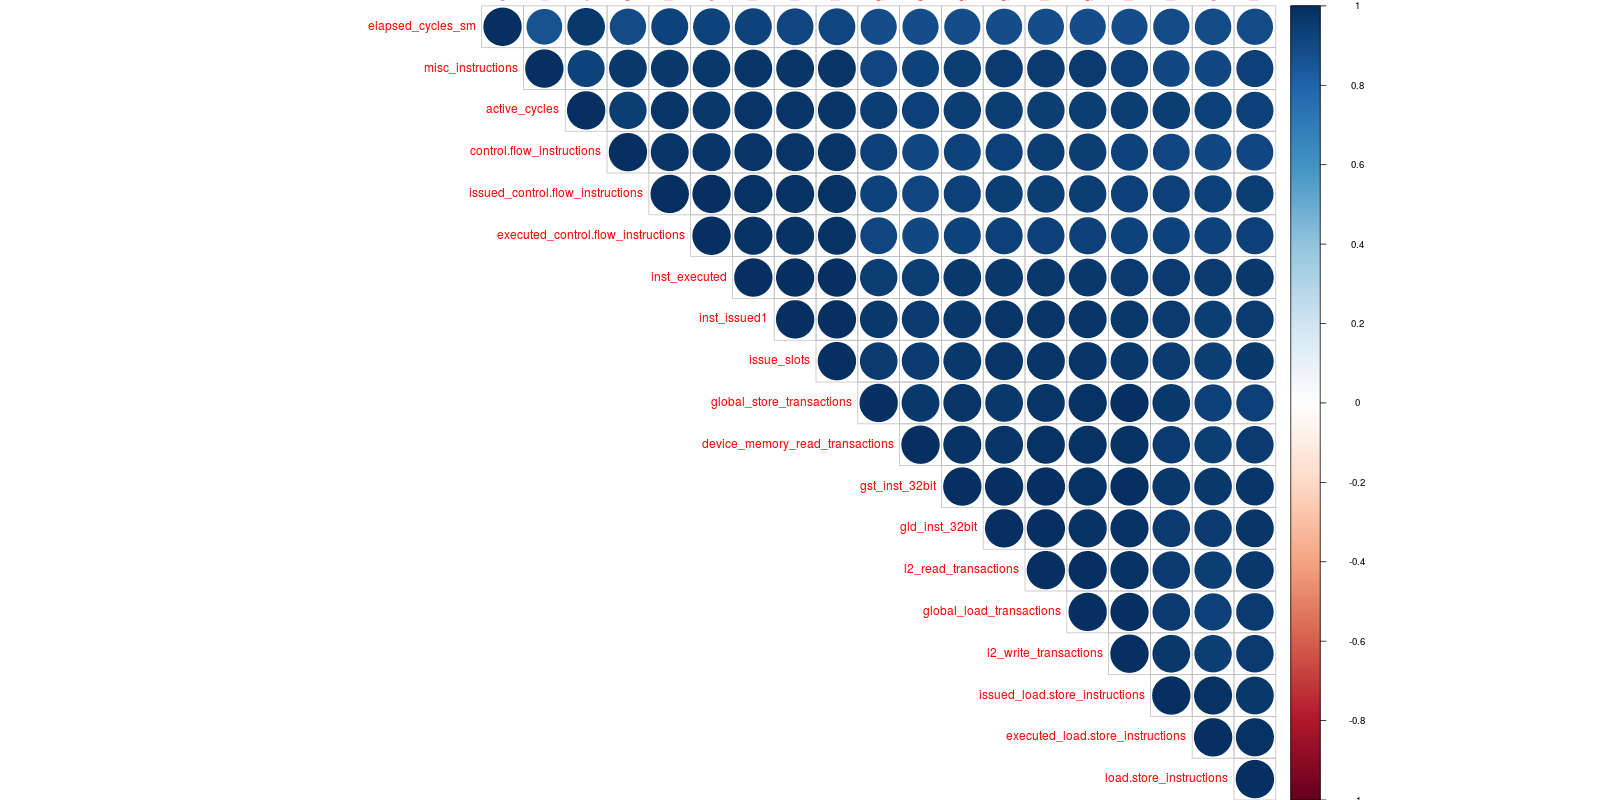 elapsed_cycles_sm
misc_instructions
active_cycles
control.flow_instructions
issued_control.flow_instructions
executed_control.flow_instructions
inst_executed
inst_issued1
issue_slots
global_store_transactions
device_memory_read_transactions
gst_inst_32bit
gld_inst_32bit
l2_read_transactions
global_load_transactions
l2_write_transactions
issued_load.store_instructions
executed_load.store_instructions
load.store_instructions
1
0.8
0.6
0.4
0.2
0
-0.2
-0.4
-0.6
-0.8